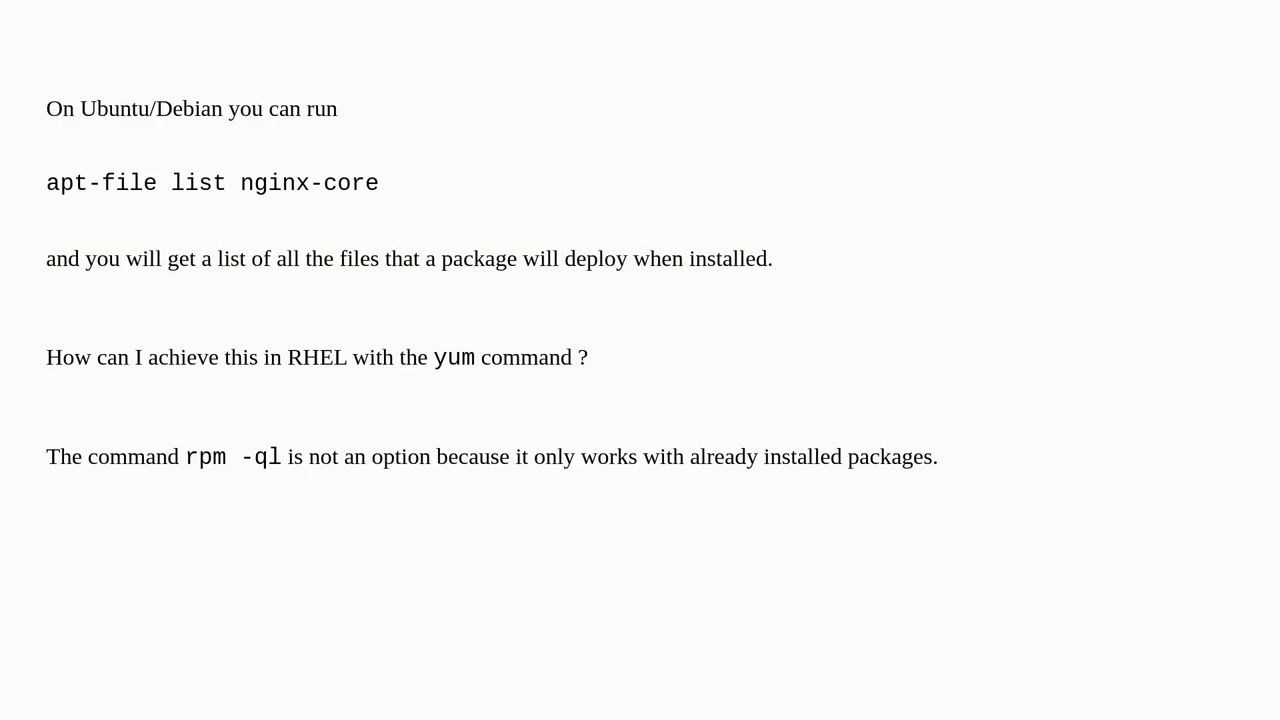 On Ubuntu/Debian you can run
apt-file list nginx-core
and you will get a list of all the files that a package will deploy when installed.
How can I achieve this in RHEL with the yum command ?
The command rpm -ql is not an option because it only works with already installed packages.